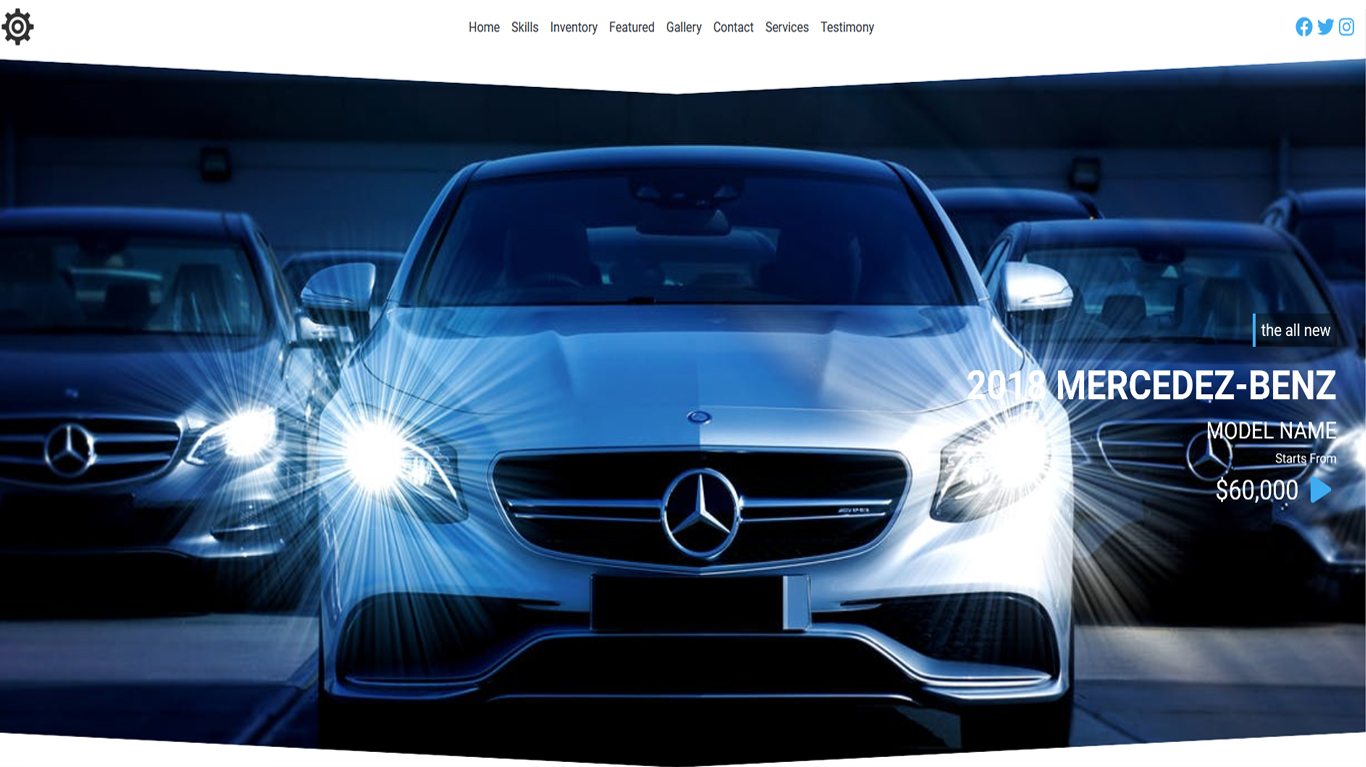 Home Skills Inventory Featured Gallery Contact Services Testimony
the all new
2018 MERCEDEZ-BENZ
MODEL NAME
Starts From
$60,000